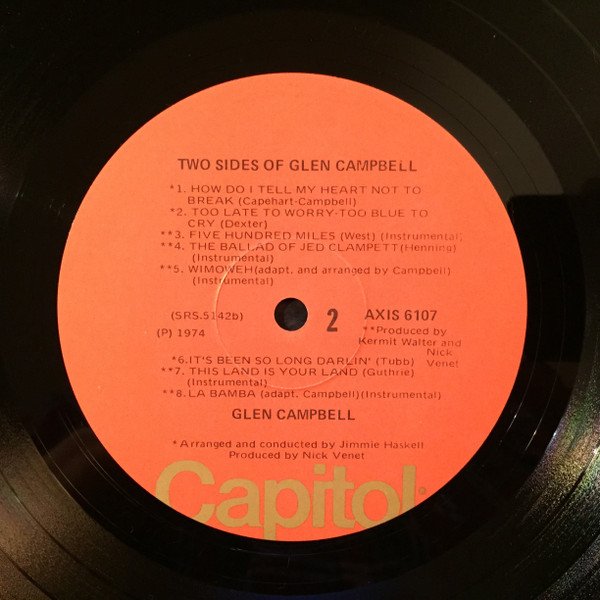 TWO SIDES OF GLEN CAMPBELL
*1. HOW DO I TELL MY HEART NOT TO
BREAK (Capehart-Campbell)
*2. TOO LATE TO WORRY-TOO BLUE TO
CRY (Dexter)
**3. FIVE HUNDRED MILES (West) (Instrumental)
**4. THE BALLAD OF JED CLAMPETT(Henning)
(Instrumental)
**5. WIMOWEH(adapt. and arranged by Campbell)
(Instrumental)
(SRS.5142b)
(P) 1974
2
AXIS 6107
**Produced by
Kermit Walter and
Nick
Venet
*6.IT'S BEEN SO LONG DARLIN' (Tubb)
**7. THIS LAND IS YOUR LAND (Guthrie)
(Instrumental)
**8. LA BAMBA (adapt. Campbell)(Instrumental)
GLEN CAMPBELL
*Arranged and conducted by Jimmie Haskell
Produced by Nick Venet
Capitol®